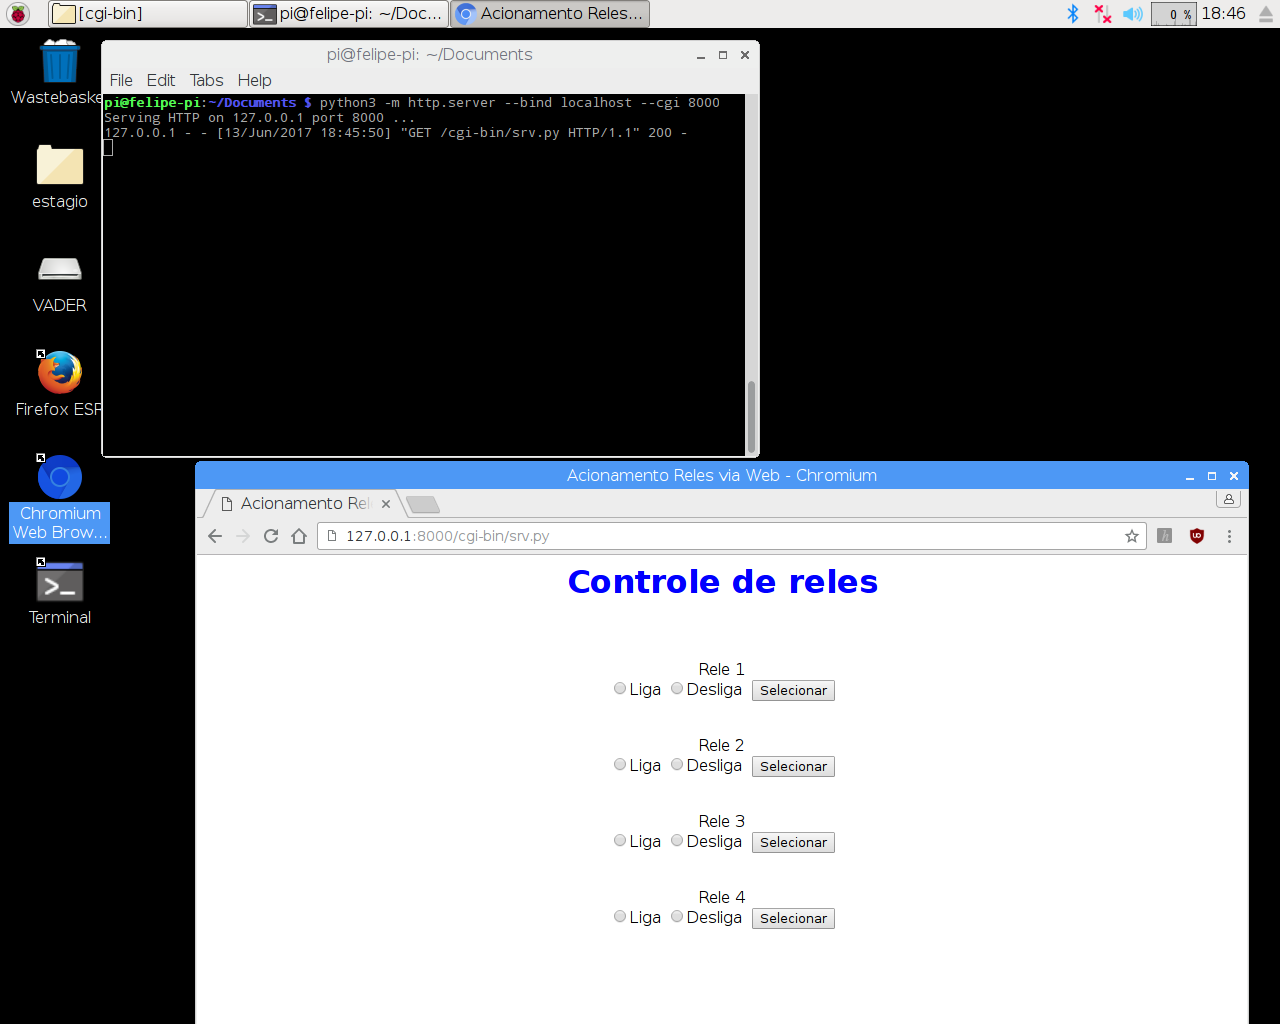 [cgi-bin]
pi@felipe-pi: ~/Doc...
Acionamento Reles...
0 %
18:46
Wastebaske
estagio
VADER
Firefox ESR
Chromium
Web Brow...
Terminal
pi@felipe-pi: ~/Documents
File Edit Tabs Help
pi@felipe-pi:~/Documents $ python3 -m http.server --bind localhost --cgi 8000
Serving HTTP on 127.0.0.1 port 8000 ...
127.0.0.1 - - [13/Jun/2017 18:45:50] "GET /cgi-bin/srv.py HTTP/1.1" 200 -
Acionamento Reles via Web - Chromium
Acionamento Rel
127.0.0.1:8000/cgi-bin/srv.py
Controle de reles
Rele 1
Liga Desliga Selecionar
Rele 2
Liga Desliga Selecionar
Rele 3
Liga Desliga Selecionar
Rele 4
Liga Desliga Selecionar